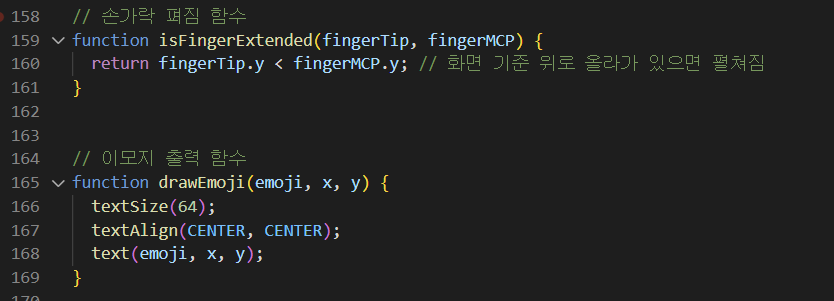 158 // 손가락 펴짐 함수
159 function isFingerExtended(fingerTip, fingerMCP) {
160 return fingerTip.y < fingerMCP.y; // 화면 기준 위로 올라가 있으면 펼쳐짐
161 }
162
163
164 // 이모지 출력 함수
165 function drawEmoji(emoji, x, y) {
166 textSize(64);
167 textAlign(CENTER, CENTER);
168 text(emoji, x, y);
169 }
170